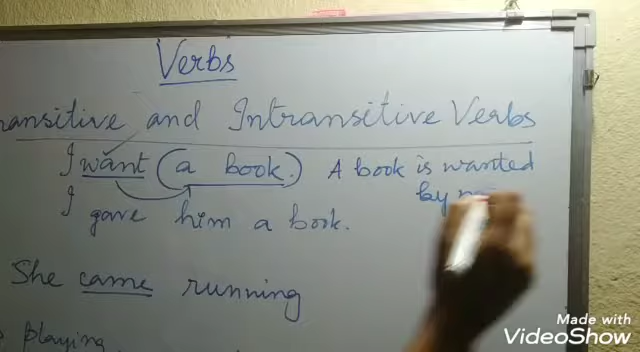 Verbs
ransitive and Intransitive Verbs
I want (a book.) A book is wanted
by
I gave him a book.
She came running
playing
Made with
VideoShow